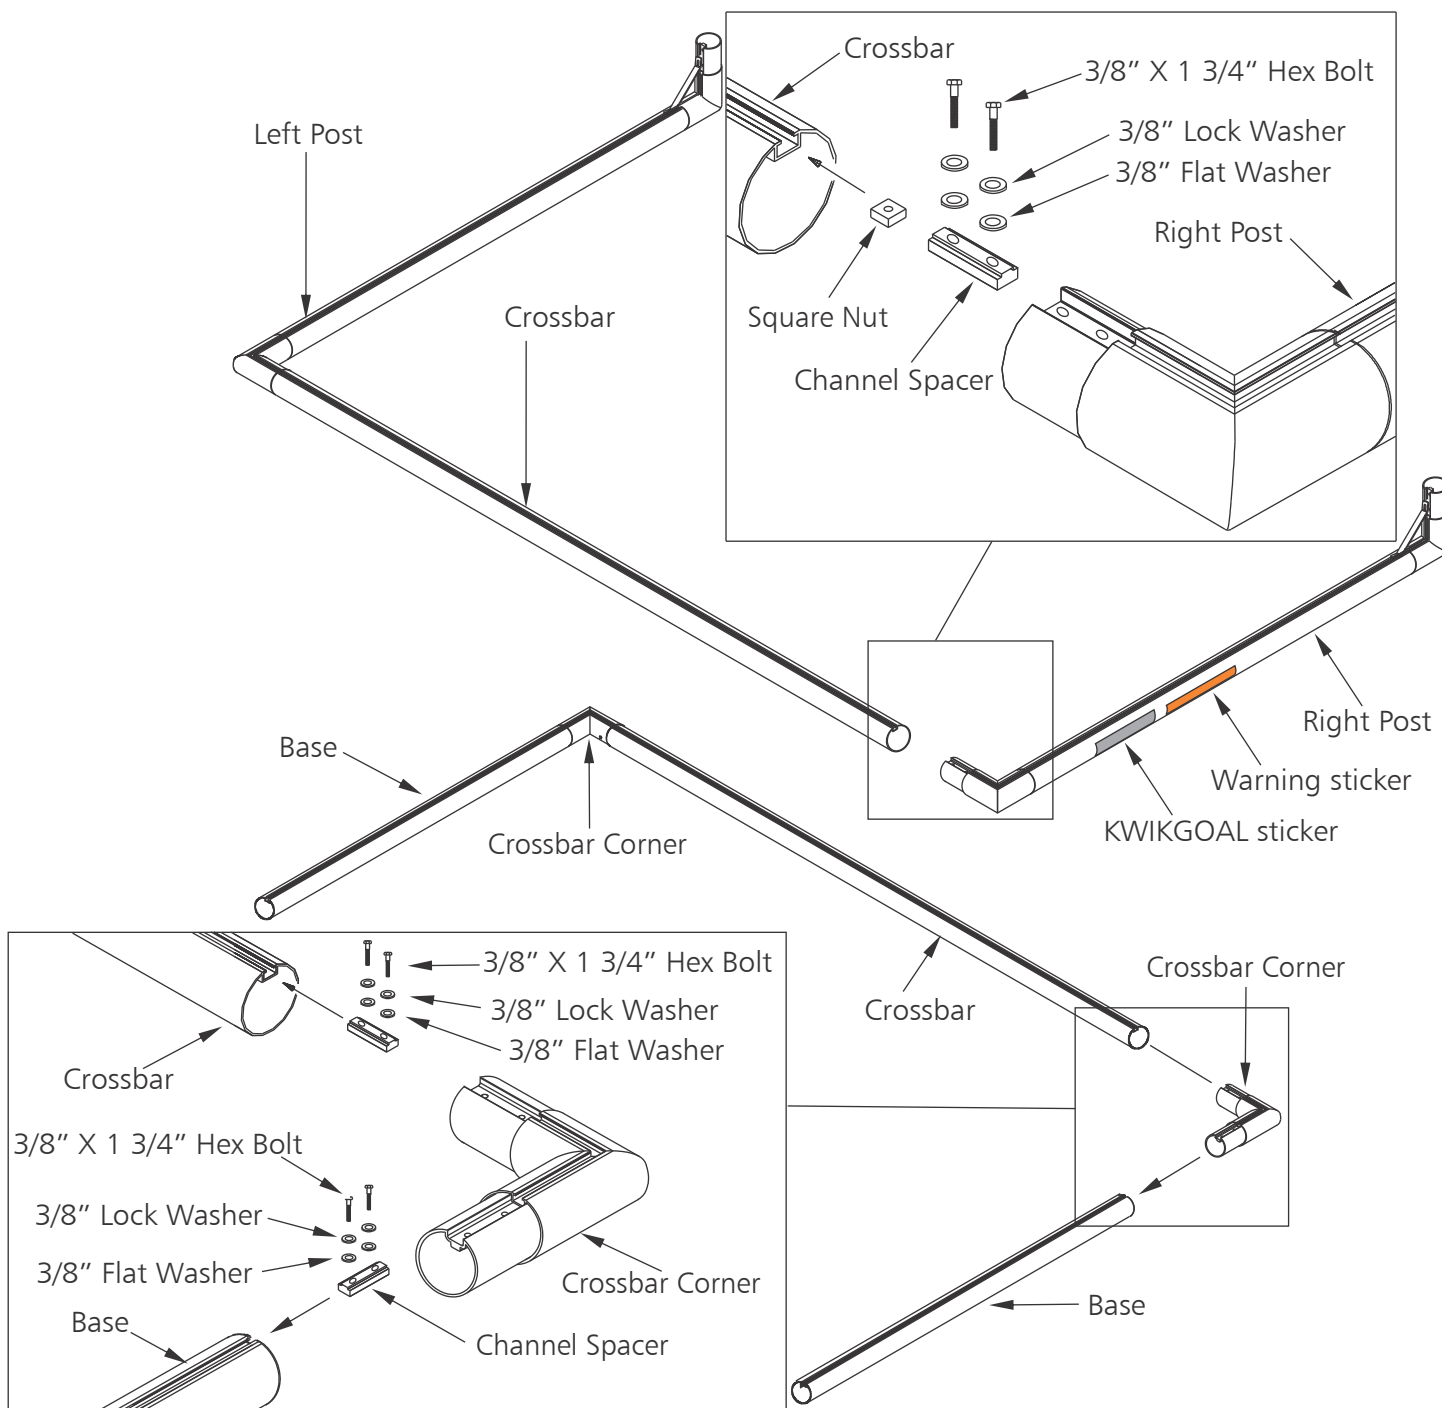 Crossbar
3/8” X 1 3/4“ Hex Bolt
3/8” Lock Washer
3/8” Flat Washer
Left Post
Right Post
Crossbar
Square Nut
Channel Spacer
Right Post
Base
Warning sticker
KWIKGOAL sticker
Crossbar Corner
3/8” X 1 3/4” Hex Bolt
Crossbar Corner
3/8” Lock Washer
Crossbar
3/8” Flat Washer
Crossbar
3/8” X 1 3/4” Hex Bolt
3/8” Lock Washer
3/8” Flat Washer
Crossbar Corner
Base
Base
Channel Spacer